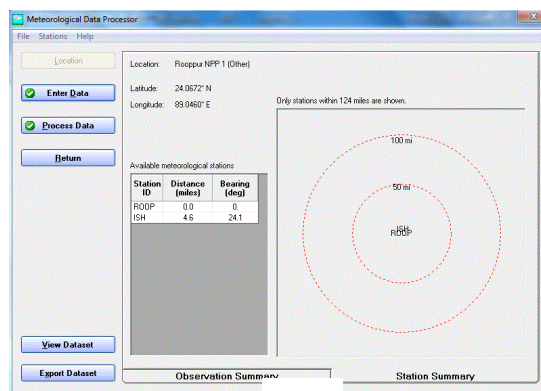 Meteorological Data Processor
File Stations Help
Location
Enter Data
Process Data
Return
View Dataset
Export Dataset
Location: Rooppur NPP 1 (Other)
Latitude: 24.0672° N
Longitude: 89.0460° E
Available meteorological stations
Station ID Distance (miles) Bearing (deg)
ROOP 0.0 0.
ISH 4.6 24.1
Only stations within 124 miles are shown.
100 mi
50 mi
ISH
ROOP
Observation Summary
Station Summary